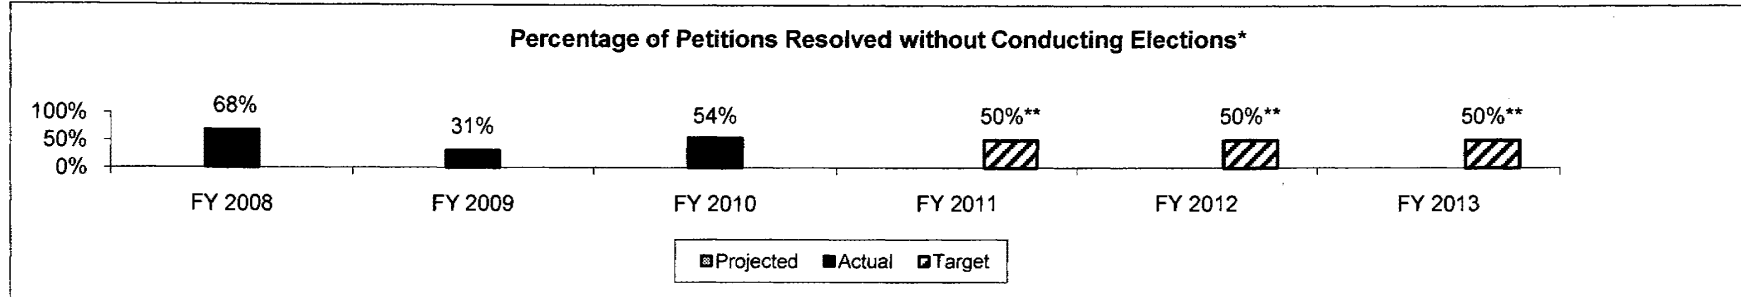 Percentage of Petitions Resolved without Conducting Elections*
68% 31% 54% 50%** 50%** 50%**
100%
50%
0%
FY 2008 FY 2009 FY 2010 FY 2011 FY 2012 FY 2013
Projected Actual Target